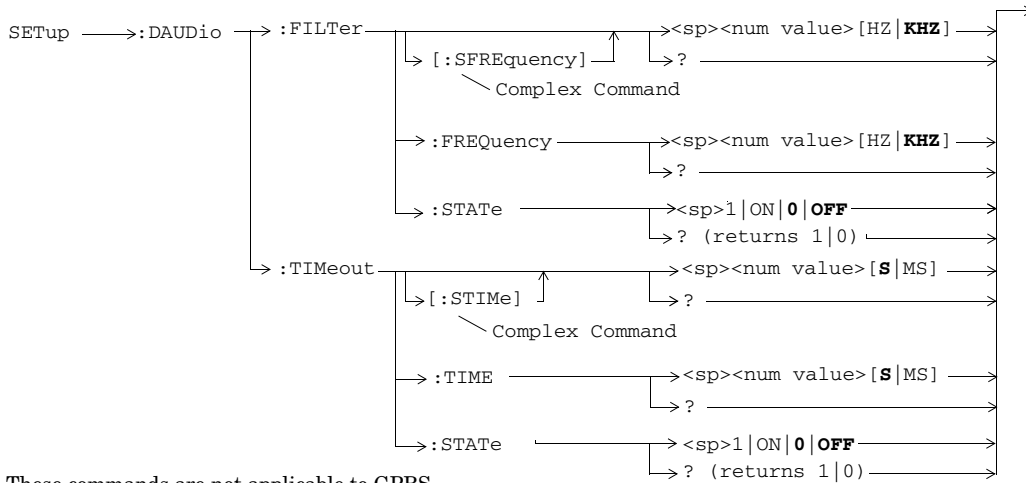 SETup :DAUDio :FILTer <sp><num value>[HZ|KHZ]
[:SFREquency] ?
Complex Command
:FREQuency <sp><num value>[HZ|KHZ]
?
:STATe <sp>1|ON|0|OFF
? (returns 1|0)
:TIMeout <sp><num value>[S|MS]
[:STIMe] ?
Complex Command
:TIME <sp><num value>[S|MS]
?
:STATe <sp>1|ON|0|OFF
? (returns 1|0)
These commands are not applicable to GPRS